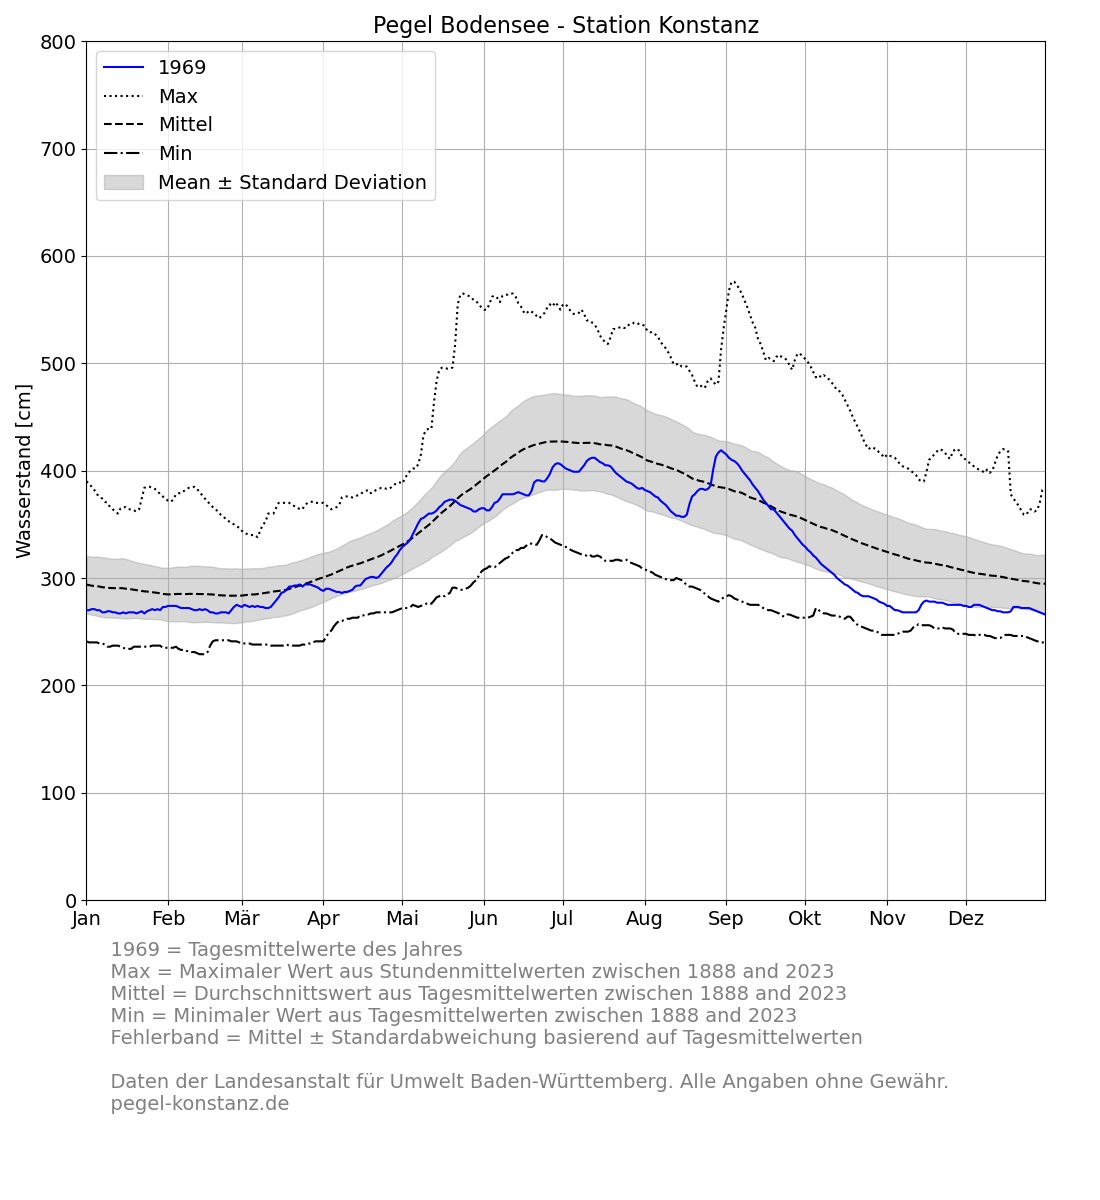 Pegel Bodensee - Station Konstanz
800
700
600
500
400
300
200
100
0
Wasserstand [cm]
1969
Max
Mittel
Min
Mean ± Standard Deviation
Jan Feb Mär Apr Mai Jun Jul Aug Sep Okt Nov Dez
1969 = Tagesmittelwerte des Jahres
Max = Maximaler Wert aus Stundenmittelwerten zwischen 1888 and 2023
Mittel = Durchschnittswert aus Tagesmittelwerten zwischen 1888 and 2023
Min = Minimaler Wert aus Tagesmittelwerten zwischen 1888 and 2023
Fehlerband = Mittel ± Standardabweichung basierend auf Tagesmittelwerten
Daten der Landesanstalt für Umwelt Baden-Württemberg. Alle Angaben ohne Gewähr.
pegel-konstanz.de